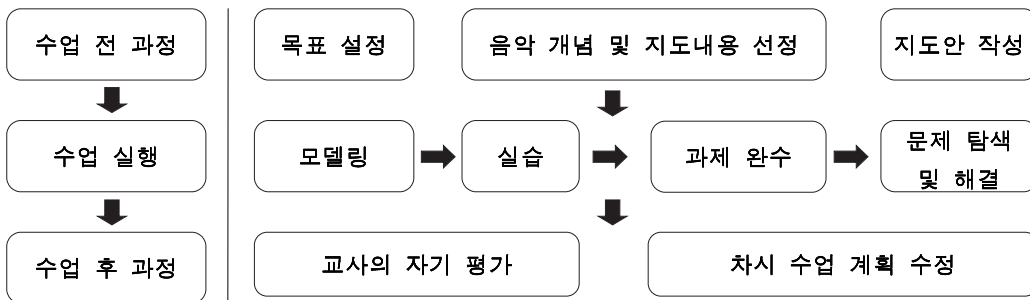 수업 전 과정
목표 설정
음악 개념 및 지도내용 선정
지도안 작성
수업 실행
모델링
실습
과제 완수
문제 탐색
및 해결
수업 후 과정
교사의 자기 평가
차시 수업 계획 수정